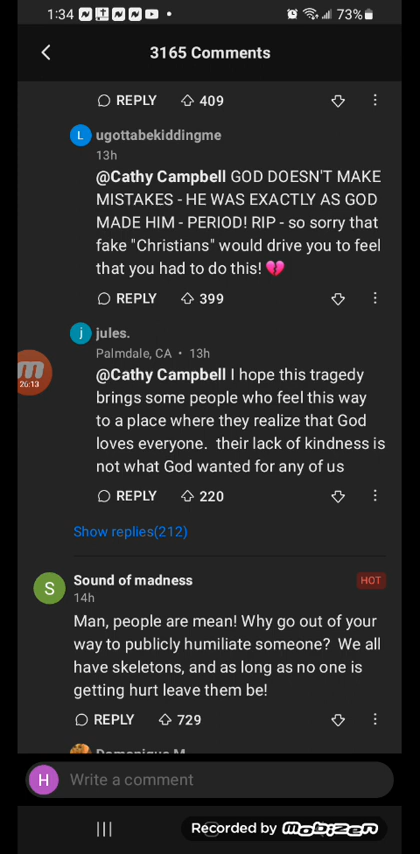 1:34 73%
3165 Comments
REPLY 409
L ugottabekiddingme
13h
@Cathy Campbell GOD DOESN'T MAKE
MISTAKES - HE WAS EXACTLY AS GOD
MADE HIM - PERIOD! RIP - so sorry that
fake "Christians" would drive you to feel
that you had to do this! 💔
REPLY 399
j jules.
Palmdale, CA • 13h
@Cathy Campbell I hope this tragedy
brings some people who feel this way
to a place where they realize that God
loves everyone. their lack of kindness is
not what God wanted for any of us
REPLY 220
Show replies(212)
S Sound of madness HOT
14h
Man, people are mean! Why go out of your
way to publicly humiliate someone? We all
have skeletons, and as long as no one is
getting hurt leave them be!
REPLY 729
H Write a comment
Recorded by mobizen